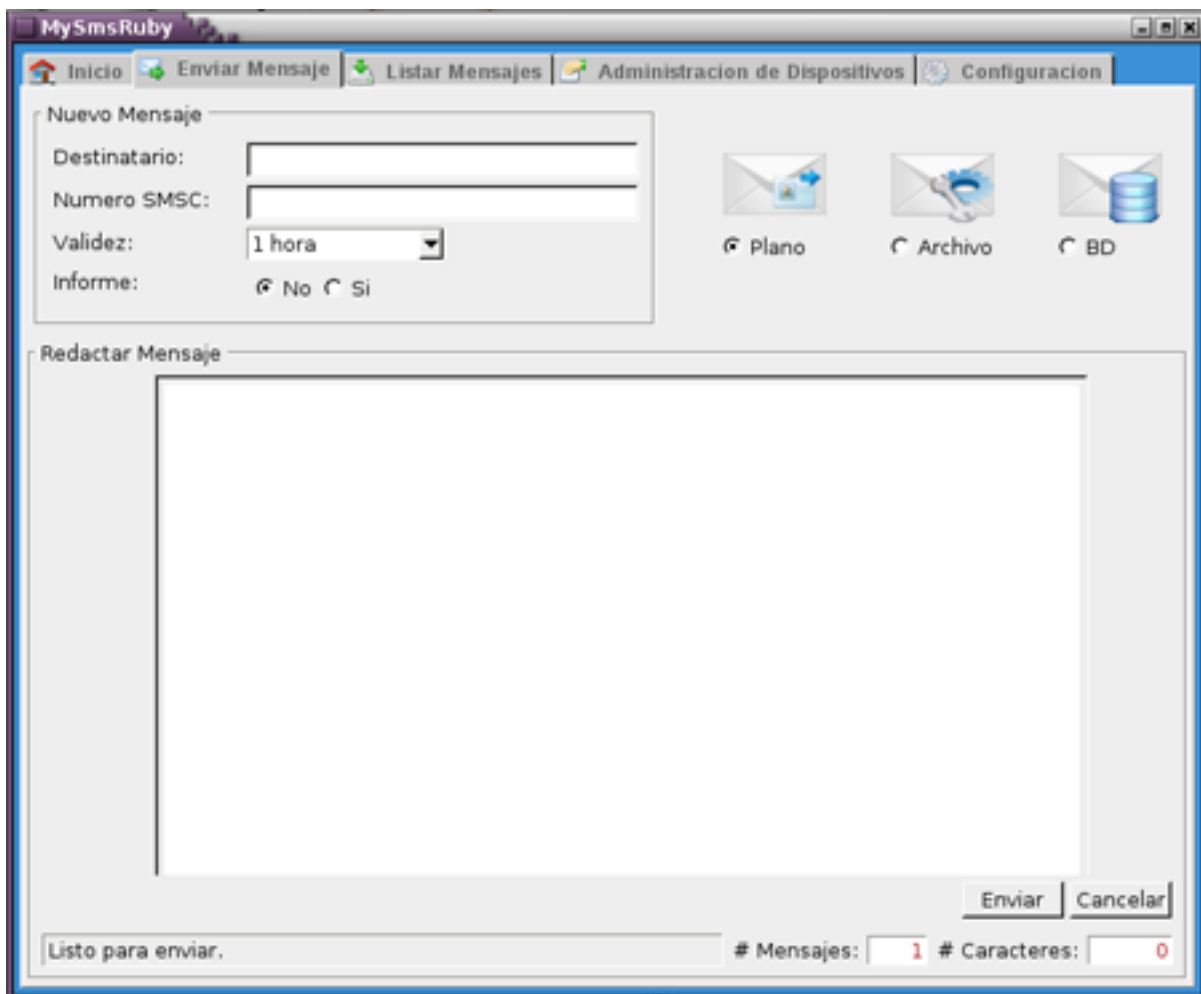 MySmsRuby
Inicio Enviar Mensaje Listar Mensajes Administracion de Dispositivos Configuracion
Nuevo Mensaje
Destinatario:
Numero SMSC:
Validez: 1 hora
Informe: No Si
Plano Archivo BD
Redactar Mensaje
Enviar Cancelar
Listo para enviar. # Mensajes: 1 # Caracteres: 0